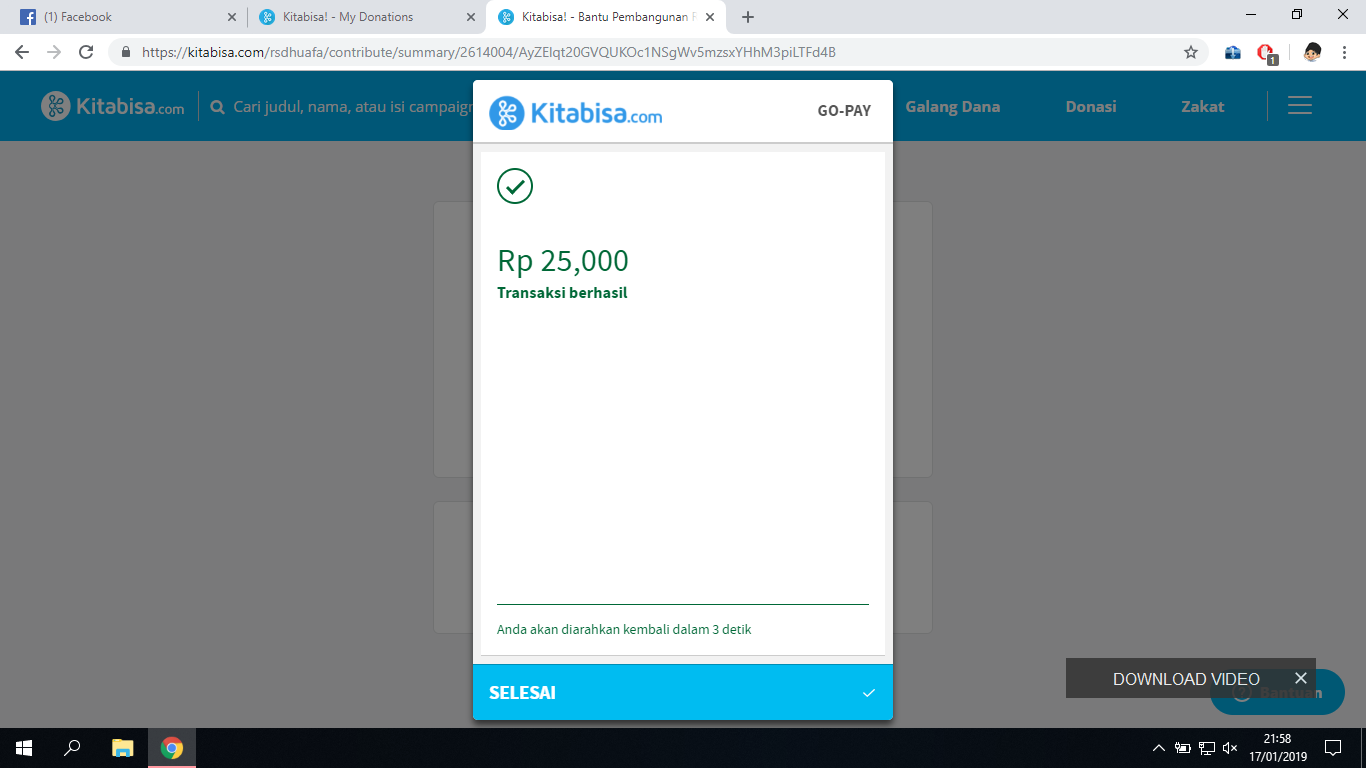 (1) Facebook
Kitabisa! - My Donations
Kitabisa! - Bantu Pembangunan
https://kitabisa.com/rsdhuafa/contribute/summary/2614004/AyZEIqt20GVQUKOc1NSgWv5mzsxYHhM3piLTFd4B
1
Kitabisa.com
Cari judul, nama, atau isi campaign
Galang Dana
Donasi
Zakat
Kitabisa.com
GO-PAY
Rp 25,000
Transaksi berhasil
Anda akan diarahkan kembali dalam 3 detik
SELESAI
DOWNLOAD VIDEO
Bantuan
21:58
17/01/2019